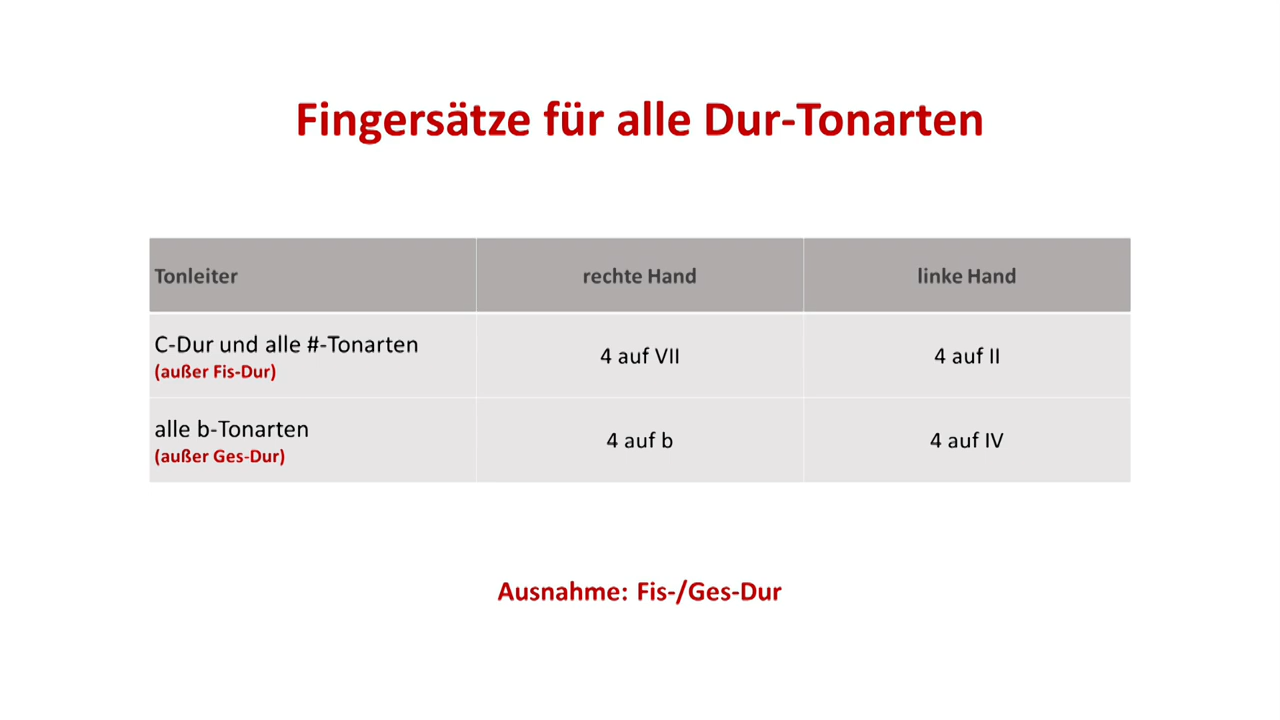 Fingersätze für alle Dur-Tonarten
Tonleiter rechte Hand linke Hand
C-Dur und alle #-Tonarten
(außer Fis-Dur)
4 auf VII 4 auf II
alle b-Tonarten
(außer Ges-Dur)
4 auf b 4 auf IV
Ausnahme: Fis-/Ges-Dur